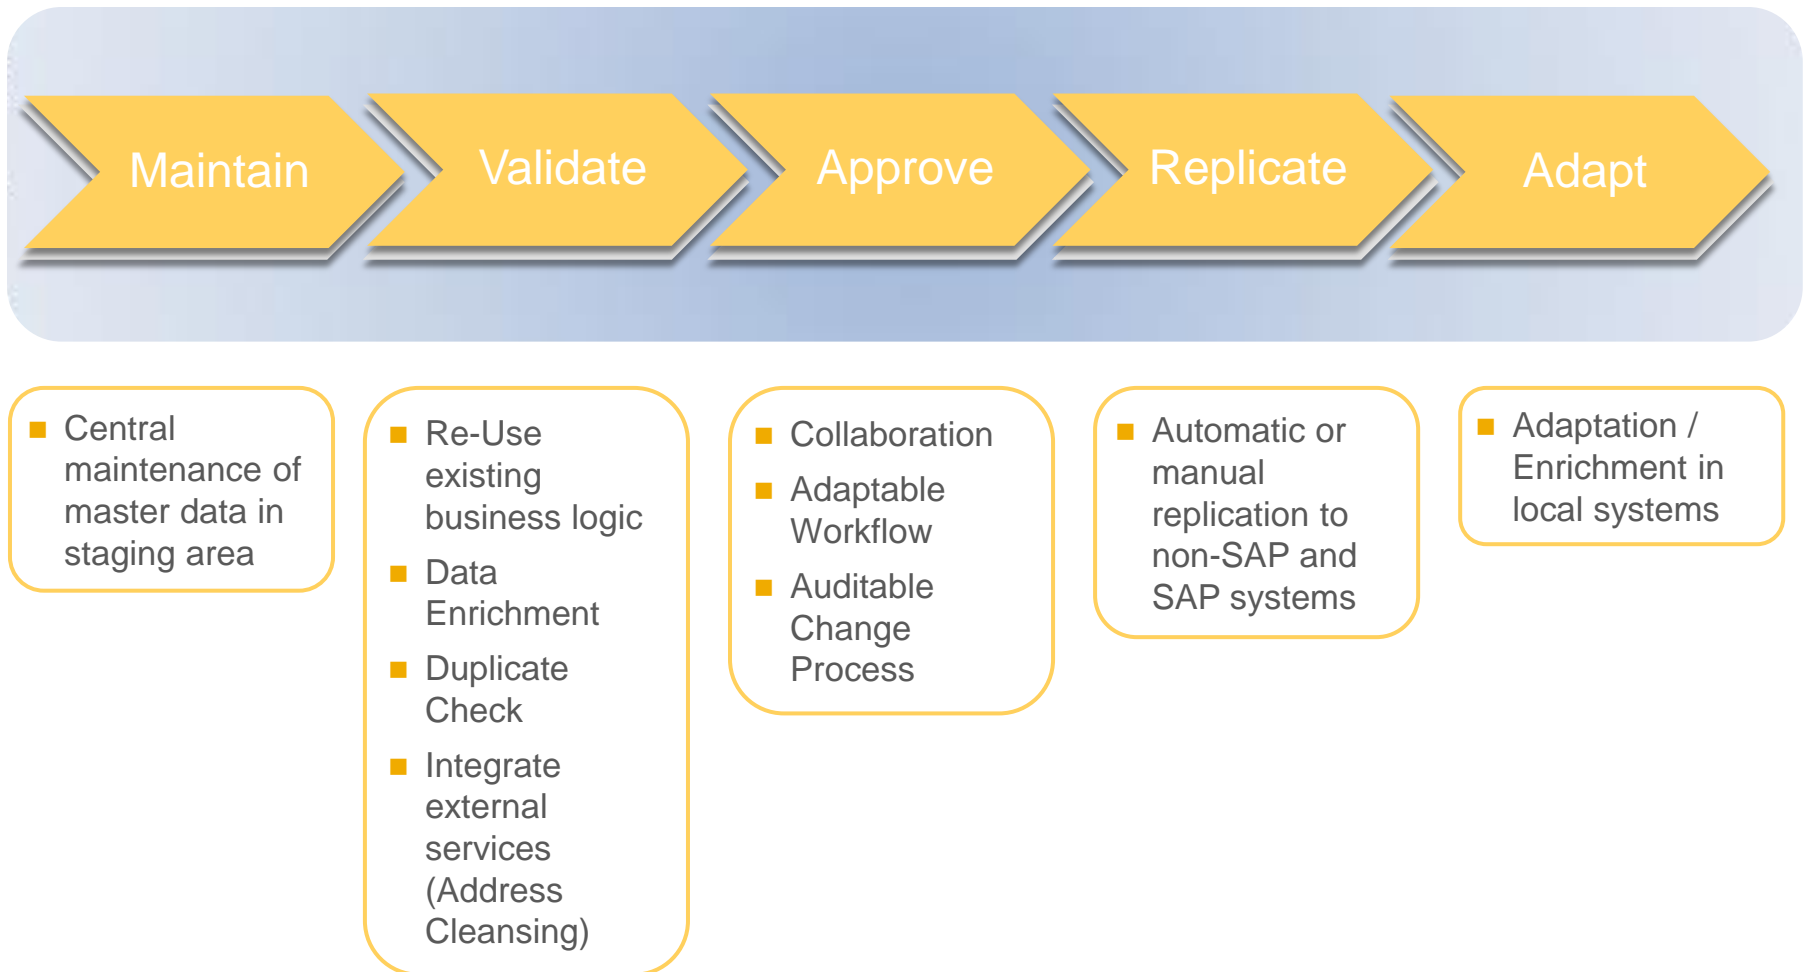 Maintain
Validate
Approve
Replicate
Adapt
Central
maintenance of
master data in
staging area
Re-Use
existing
business logic
Data
Enrichment
Duplicate
Check
Integrate
external
services
(Address
Cleansing)
Collaboration
Adaptable
Workflow
Auditable
Change
Process
Automatic or
manual
replication to
non-SAP and
SAP systems
Adaptation /
Enrichment in
local systems